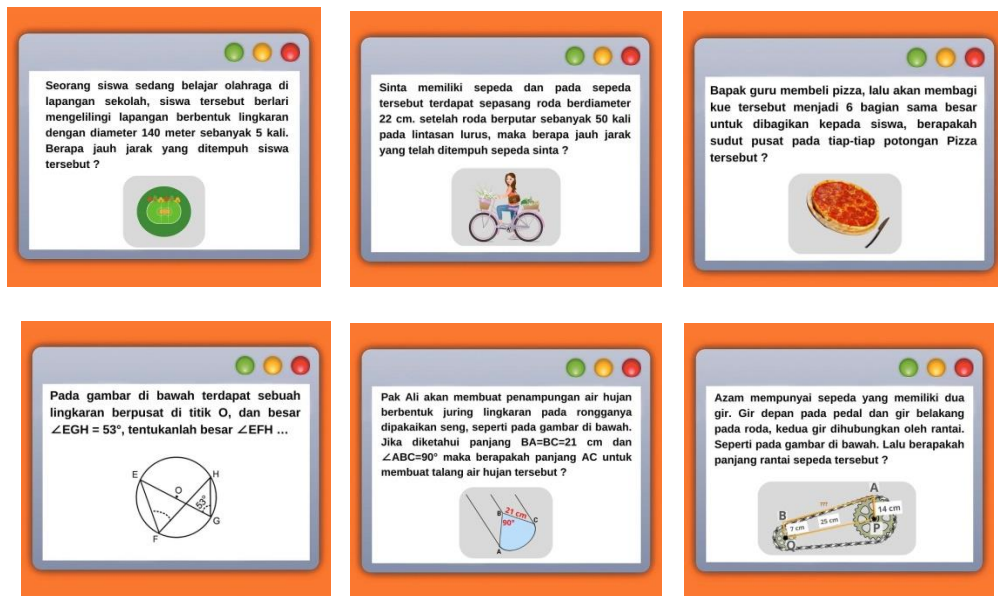 Seorang siswa sedang belajar olahraga di
lapangan sekolah, siswa tersebut berlari
mengelilingi lapangan berbentuk lingkaran
dengan diameter 140 meter sebanyak 5 kali.
Berapa jauh jarak yang ditempuh siswa
tersebut ?
Sinta memiliki sepeda dan pada sepeda
tersebut terdapat sepasang roda berdiameter
22 cm. setelah roda berputar sebanyak 50 kali
pada lintasan lurus, maka berapa jauh jarak
yang telah ditempuh sepeda sinta ?
Bapak guru membeli pizza, lalu akan membagi
kue tersebut menjadi 6 bagian sama besar
untuk dibagikan kepada siswa, berapakah
sudut pusat pada tiap-tiap potongan Pizza
tersebut ?
Pada gambar di bawah terdapat sebuah
lingkaran berpusat di titik O, dan besar
∠EGH = 53°, tentukanlah besar ∠EFH ...
E
H
O
53°
G
F
Pak Ali akan membuat penampungan air hujan
berbentuk juring lingkaran pada rongganya
dipakaikan seng, seperti pada gambar di bawah.
Jika diketahui panjang BA=BC=21 cm dan
∠ABC=90° maka berapakah panjang AC untuk
membuat talang air hujan tersebut ?
B
21 cm
C
90°
A
Azam mempunyai sepeda yang memiliki dua
gir. Gir depan pada pedal dan gir belakang
pada roda, kedua gir dihubungkan oleh rantai.
Seperti pada gambar di bawah. Lalu berapakah
panjang rantai sepeda tersebut ?
A
m
B
14 cm
7 cm
25 cm
P
Q